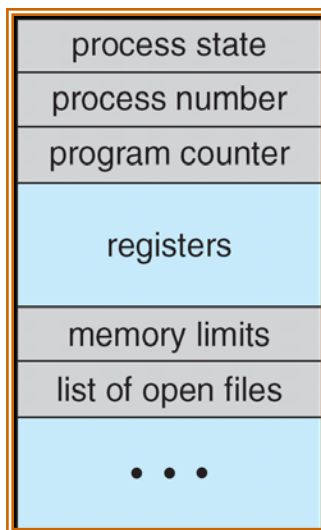 process state
process number
program counter
registers
memory limits
list of open files
• • •